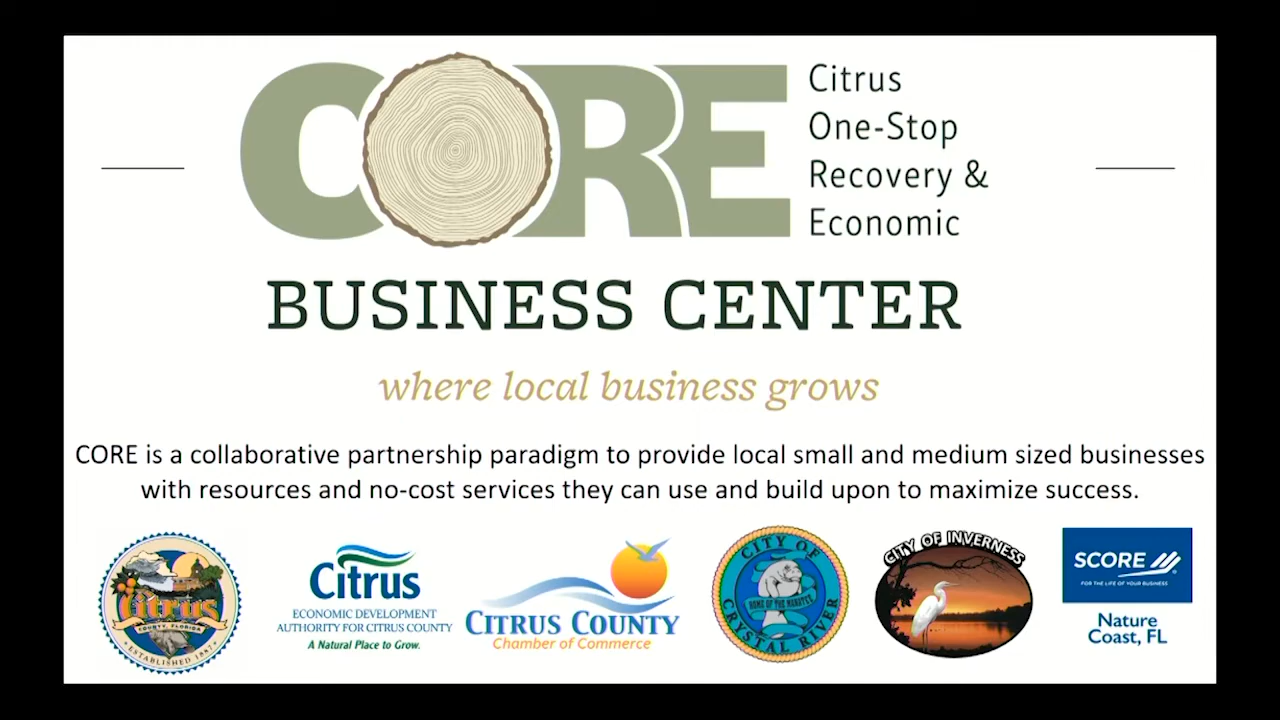 CORE
Citrus
One-Stop
Recovery &
Economic
BUSINESS CENTER
where local business grows
CORE is a collaborative partnership paradigm to provide local small and medium sized businesses
with resources and no-cost services they can use and build upon to maximize success.
Citrus
COUNTY, FLORIDA
ESTABLISHED 1887
Citrus
ECONOMIC DEVELOPMENT
AUTHORITY FOR CITRUS COUNTY
A Natural Place to Grow.
CITRUS COUNTY
Chamber of Commerce
CITY OF
HOME OF THE MANATEE
CRYSTAL RIVER
CITY OF INVERNESS
SCORE
FOR THE LIFE OF YOUR BUSINESS
Nature
Coast, FL